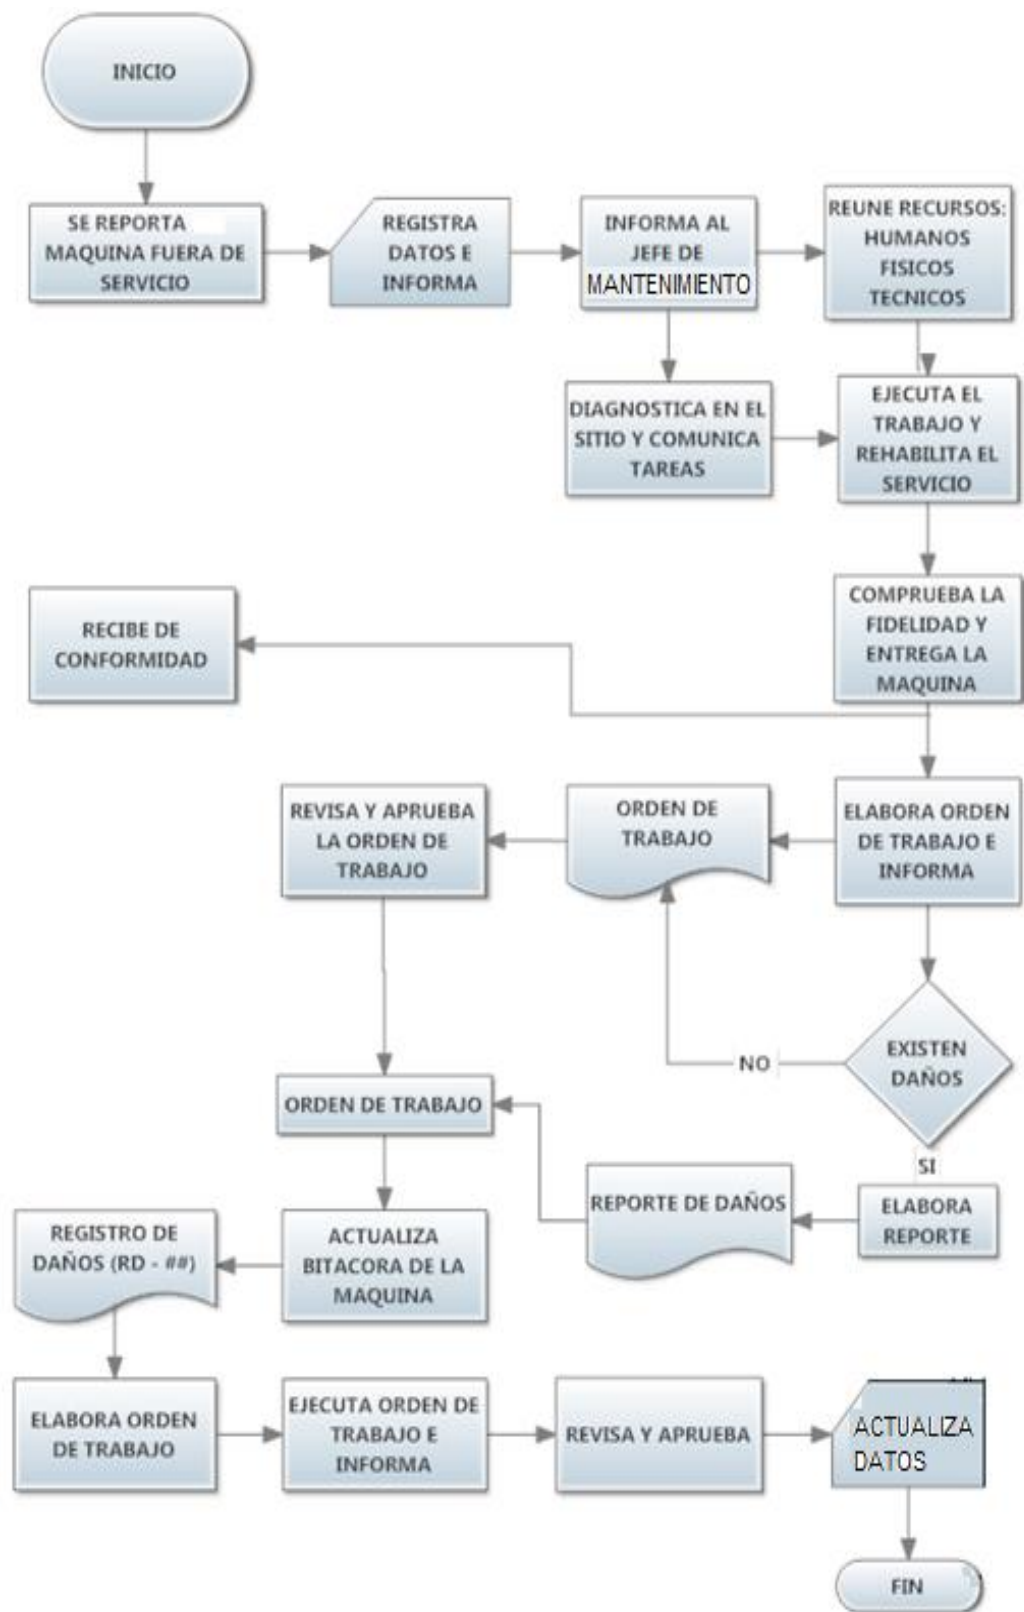 INICIO
SE REPORTA
MAQUINA FUERA DE
SERVICIO
REGISTRA
DATOS E
INFORMA
INFORMA AL
JEFE DE
MANTENIMIENTO
REUNE RECURSOS:
HUMANOS
FISICOS
TECNICOS
DIAGNOSTICA EN EL
SITIO Y COMUNICA
TAREAS
EJECUTA EL
TRABAJO Y
REHABILITA EL
SERVICIO
COMPRUEBA LA
FIDELIDAD Y
ENTREGA LA
MAQUINA
RECIBE DE
CONFORMIDAD
ELABORA ORDEN
DE TRABAJO E
INFORMA
ORDEN DE
TRABAJO
REVISA Y APRUEBA
LA ORDEN DE
TRABAJO
EXISTEN
DAÑOS
NO
SI
ELABORA
REPORTE
REPORTE DE DAÑOS
ORDEN DE TRABAJO
ACTUALIZA
BITACORA DE LA
MAQUINA
REGISTRO DE
DAÑOS (RD - ##)
ELABORA ORDEN
DE TRABAJO
EJECUTA ORDEN DE
TRABAJO E
INFORMA
REVISA Y APRUEBA
ACTUALIZA
DATOS
FIN